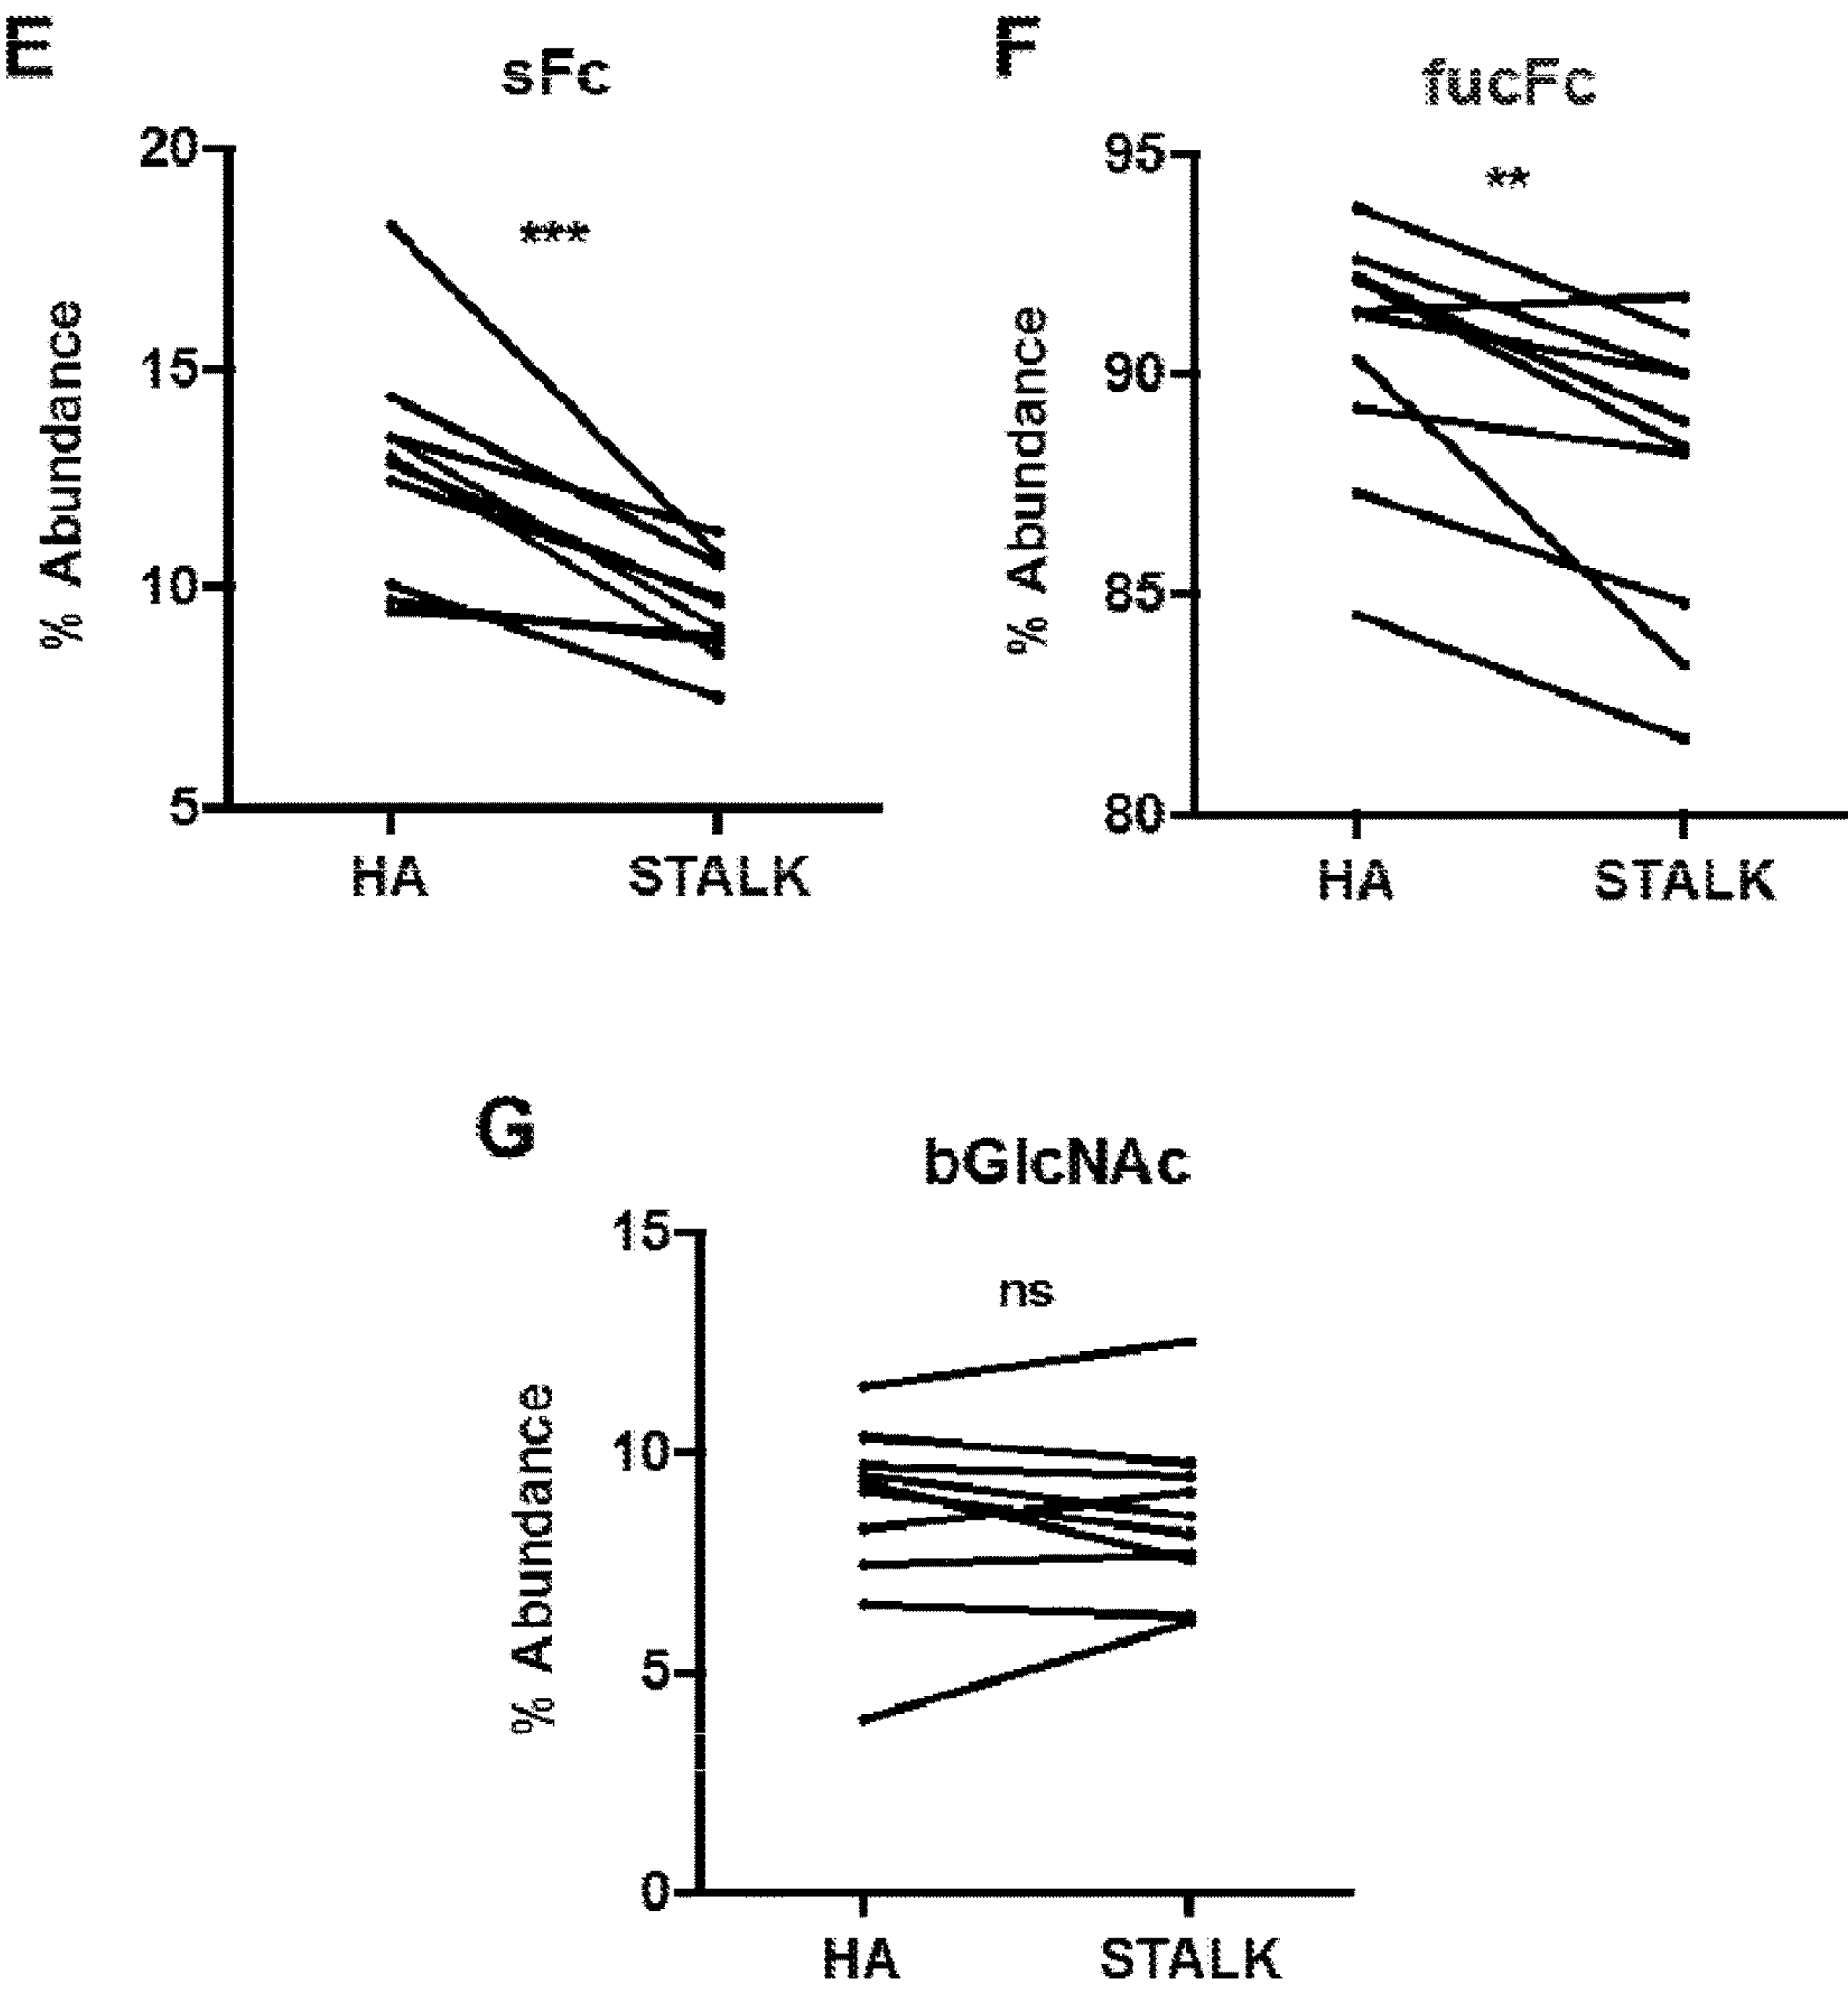 E
sFc
20
***
15
% Abundance
10
5
HA STALK
F
fucFc
95
**
90
% Abundance
85
80
HA STALK
G
bGlcNAc
15
ns
10
% Abundance
5
0
HA STALK